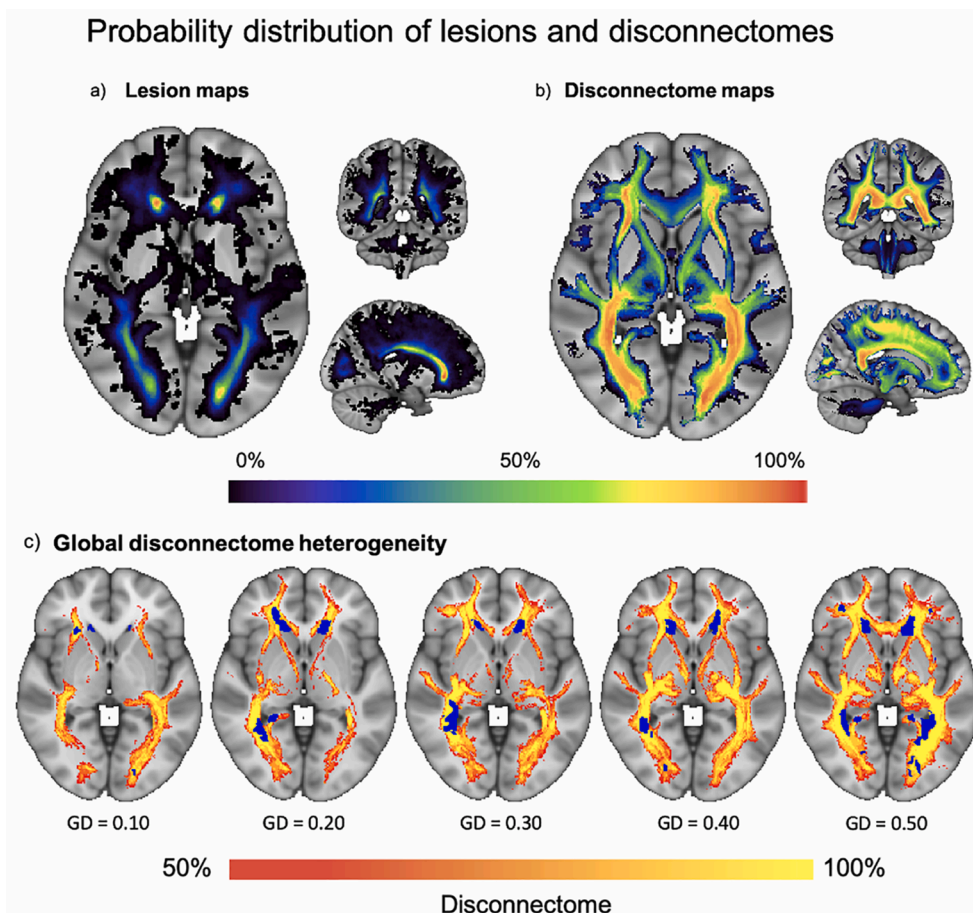 Probability distribution of lesions and disconnectomes
a) Lesion maps
b) Disconnectome maps
0% 50% 100%
c) Global disconnectome heterogeneity
GD = 0.10 GD = 0.20 GD = 0.30 GD = 0.40 GD = 0.50
50% 100%
Disconnectome